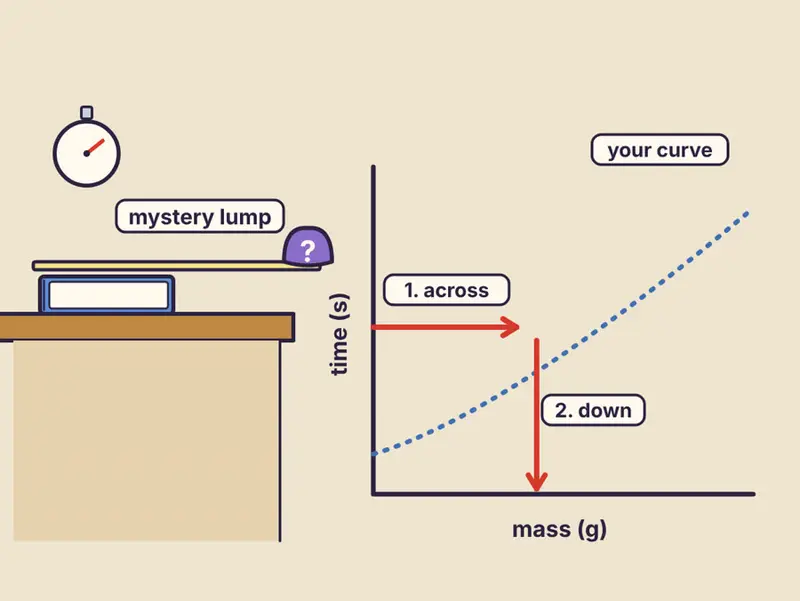 your curve
mystery lump
?
1. across
time (s)
2. down
mass (g)